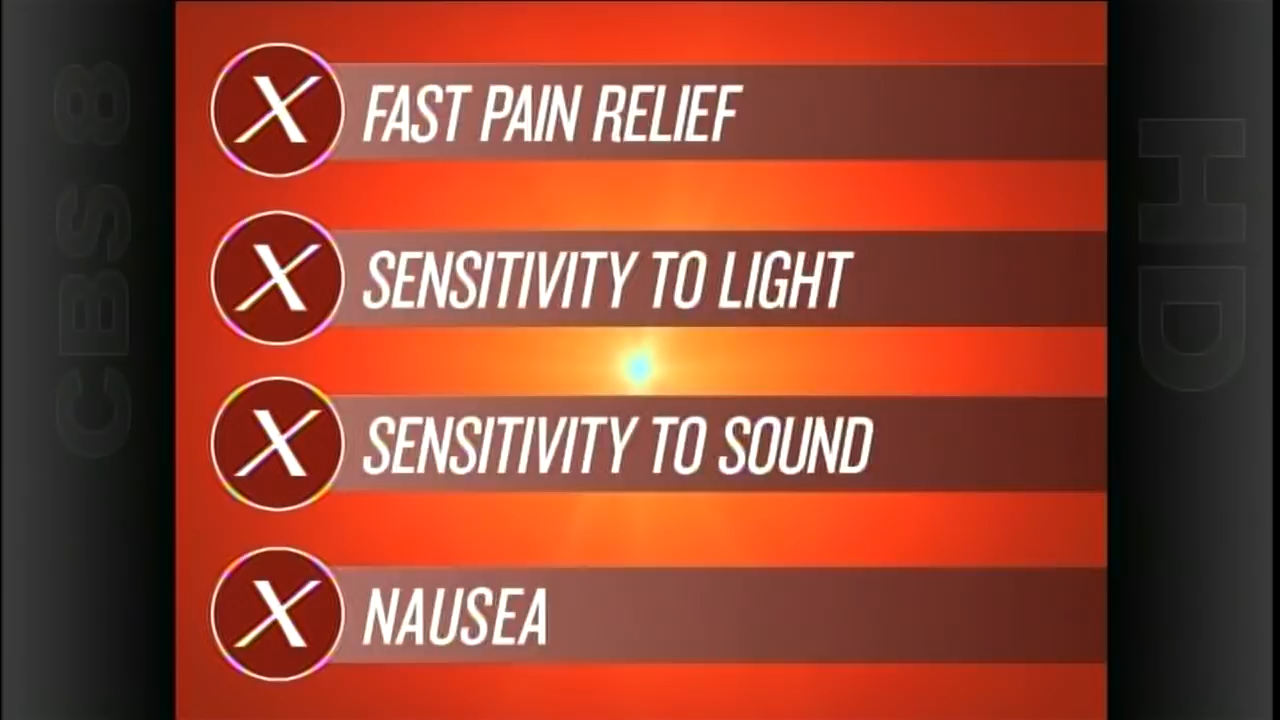 CBS 8
X FAST PAIN RELIEF
X SENSITIVITY TO LIGHT
X SENSITIVITY TO SOUND
X NAUSEA
HD